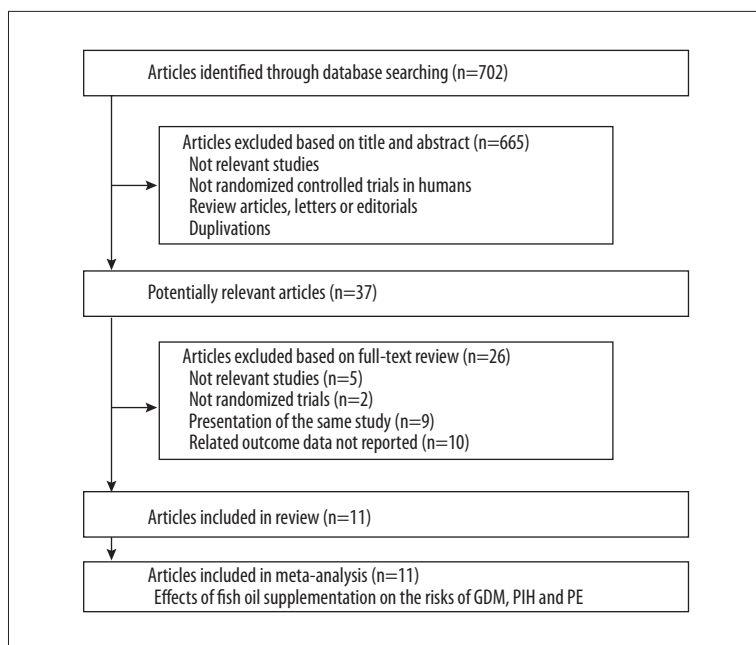 Articles identified through database searching (n=702)
Articles excluded based on title and abstract (n=665)
Not relevant studies
Not randomized controlled trials in humans
Review articles, letters or editorials
Duplivations
Potentially relevant articles (n=37)
Articles excluded based on full-text review (n=26)
Not relevant studies (n=5)
Not randomized trials (n=2)
Presentation of the same study (n=9)
Related outcome data not reported (n=10)
Articles included in review (n=11)
Articles included in meta-analysis (n=11)
Effects of fish oil supplementation on the risks of GDM, PIH and PE